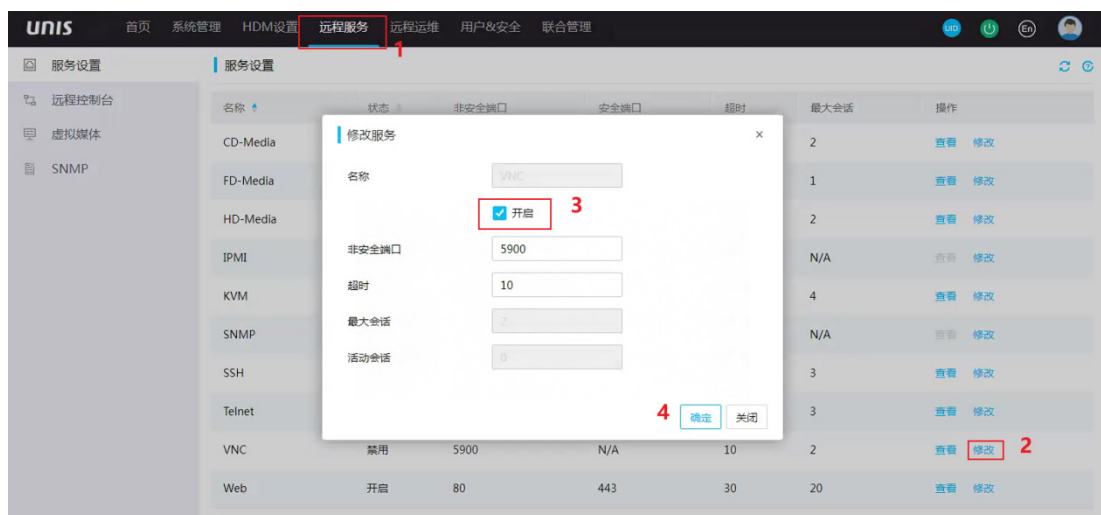 UNIS 首页 系统管理 HDM设置 远程服务 远程运维 用户&安全 联合管理 UID En
1
服务设置
远程控制台
虚拟媒体
SNMP
服务设置
名称 状态 非安全端口 安全端口 超时 最大会话 操作
CD-Media 2 查看 修改
FD-Media 1 查看 修改
HD-Media 2 查看 修改
IPMI N/A 查看 修改
KVM 4 查看 修改
SNMP N/A 查看 修改
SSH 3 查看 修改
Telnet 3 查看 修改
VNC 禁用 5900 N/A 10 2 查看 修改 2
Web 开启 80 443 30 20 查看 修改
修改服务 ×
名称 VNC
开启 3
非安全端口 5900
超时 10
最大会话 2
活动会话 0
4 确定 关闭